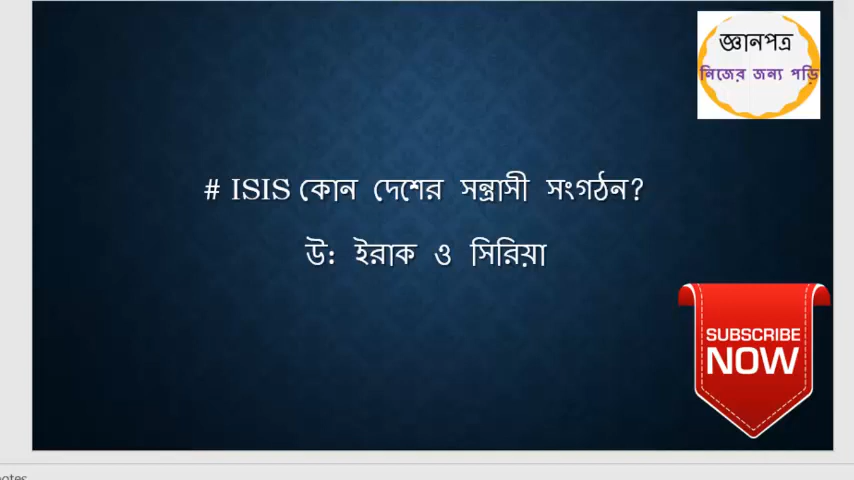 জ্ঞানপত্র
নিজের জন্য পড়ি
# ISIS কোন দেশের সন্ত্রাসী সংগঠন?
উঃ ইরাক ও সিরিয়া
SUBSCRIBE
NOW